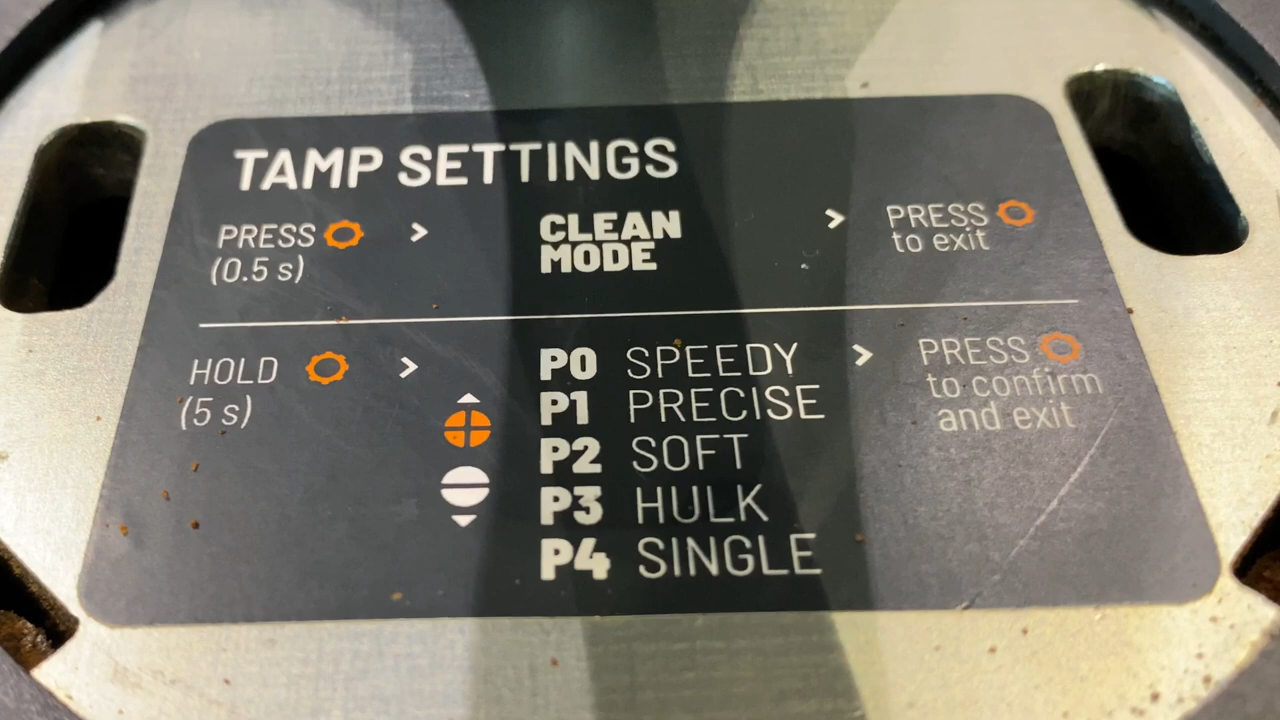 TAMP SETTINGS
PRESS > CLEAN MODE > PRESS
(0.5 s) to exit
HOLD > P0 SPEEDY > PRESS
(5 s) P1 PRECISE to confirm
P2 SOFT and exit
P3 HULK
P4 SINGLE